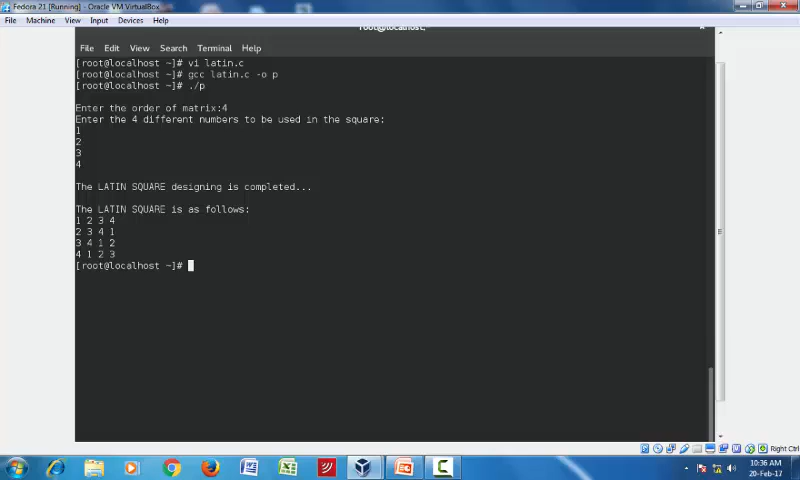 Fedora 21 [Running] - Oracle VM VirtualBox
File Machine View Input Devices Help
File Edit View Search Terminal Help
[root@localhost ~]# vi latin.c
[root@localhost ~]# gcc latin.c -o p
[root@localhost ~]# ./p
Enter the order of matrix:4
Enter the 4 different numbers to be used in the square:
1
2
3
4
The LATIN SQUARE designing is completed...
The LATIN SQUARE is as follows:
1 2 3 4
2 3 4 1
3 4 1 2
4 1 2 3
[root@localhost ~]#
Right Ctrl
10:36 AM
20-Feb-17